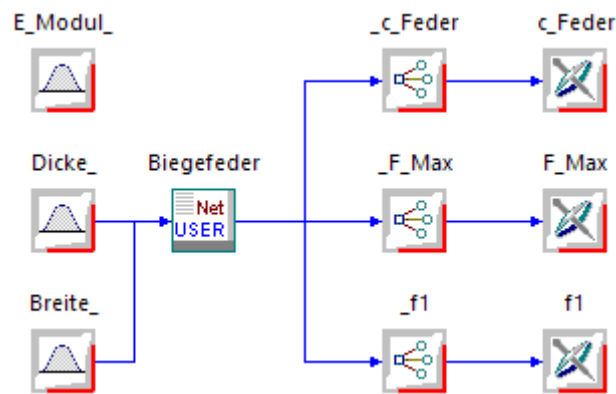 E_Modul_
_c_Feder
c_Feder
Dicke_
Biegefeder
_F_Max
F_Max
Net
USER
Breite_
_f1
f1